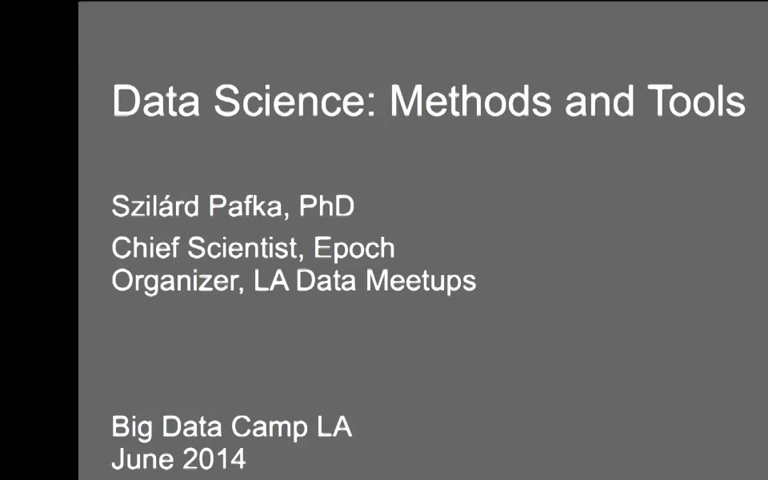 Data Science: Methods and Tools
Szilárd Pafka, PhD
Chief Scientist, Epoch
Organizer, LA Data Meetups
Big Data Camp LA
June 2014